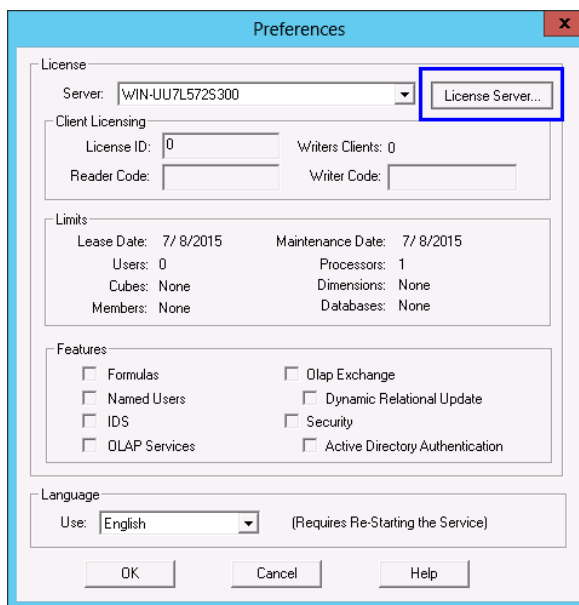 Preferences
x
License
Server: WIN-UU7L572S300 License Server...
Client Licensing
License ID: 0 Writers Clients: 0
Reader Code: Writer Code:
Limits
Lease Date: 7/ 8/2015 Maintenance Date: 7/ 8/2015
Users: 0 Processors: 1
Cubes: None Dimensions: None
Members: None Databases: None
Features
Formulas Olap Exchange
Named Users Dynamic Relational Update
IDS Security
OLAP Services Active Directory Authentication
Language
Use: English (Requires Re-Starting the Service)
OK Cancel Help